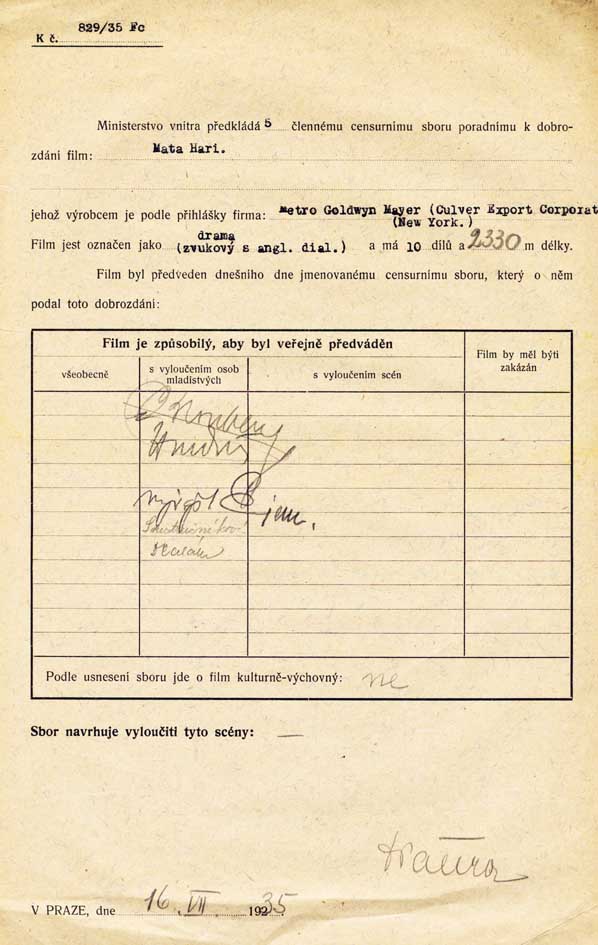 829/35 Fc
K č.
Ministerstvo vnitra předkládá 5 člennému censurnímu sboru poradnímu k dobro-
zdání film: Mata Hari.
jehož výrobcem je podle přihlášky firma: Metro Goldwyn Mayer (Culver Export Corporat
(New York.)
drama
Film jest označen jako (zvukový s angl. dial.) a má 10 dílů a 2330 m délky.
Film byl předveden dnešního dne jmenovanému censurnímu sboru, který o něm
podal toto dobrozdání:
Film je způsobilý, aby byl veřejně předváděn
Film by měl býti
zakázán
všeobecně
s vyloučením osob
mladistvých
s vyloučením scén
Podle usnesení sboru jde o film kulturně-výchovný: ne
Sbor navrhuje vyloučiti tyto scény: —
V PRAZE, dne 16. VII 192 35.